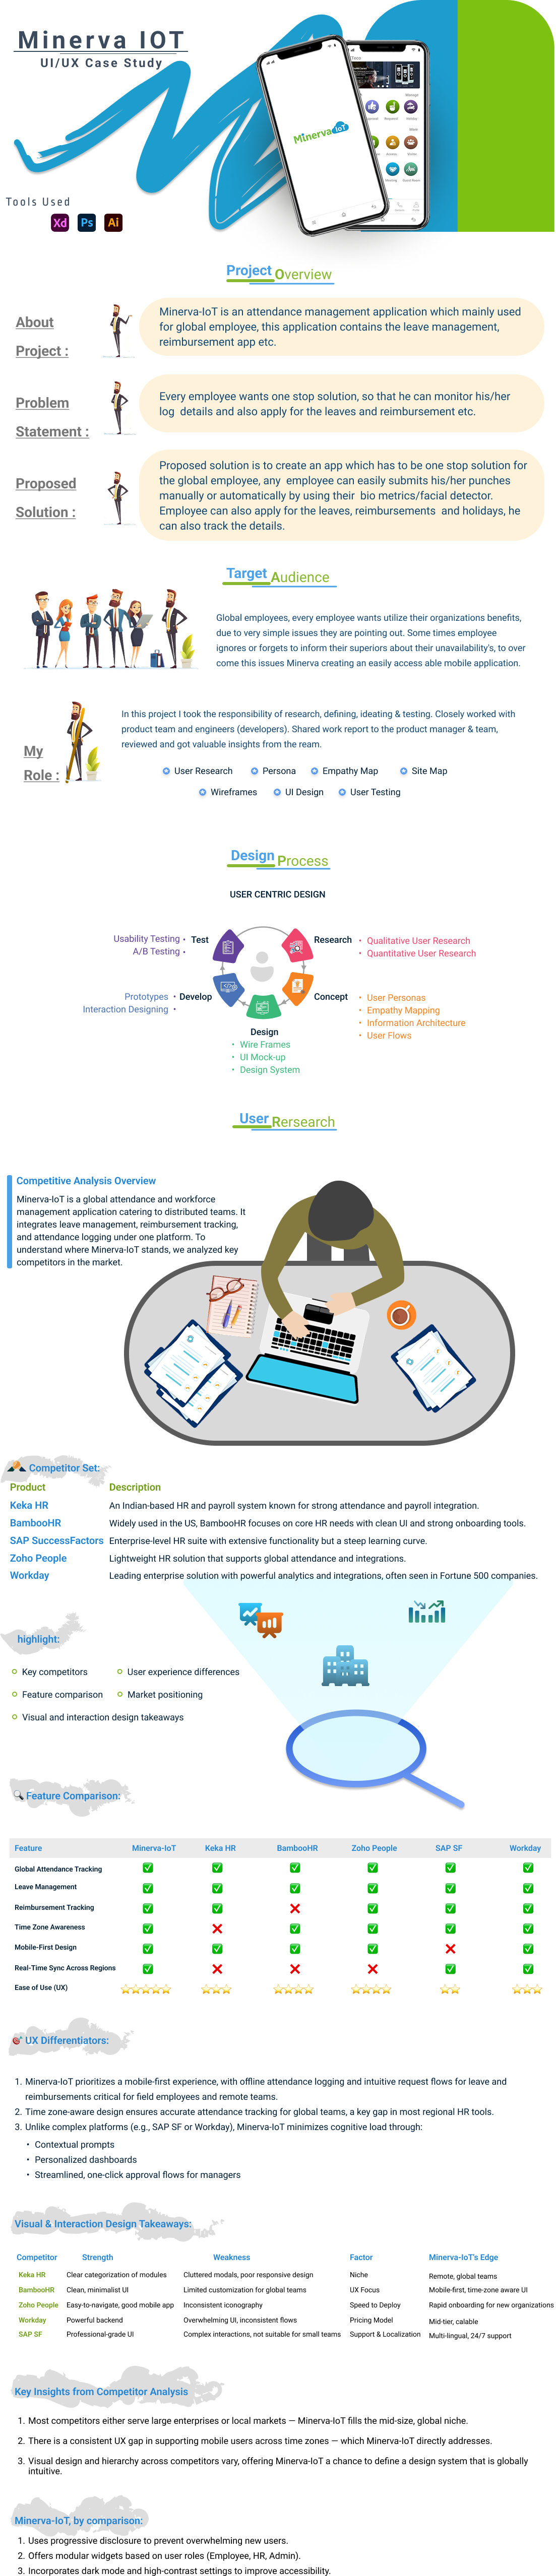 Minerva IOT
UI/UX Case Study
Minerva IoT
Tools Used
Xd Ps Ai
Project Overview
About
Project :
Minerva-IoT is an attendance management application which mainly used
for global employee, this application contains the leave management,
reimbursement app etc.
Problem
Statement :
Every employee wants one stop solution, so that he can monitor his/her
log details and also apply for the leaves and reimbursement etc.
Proposed
Solution :
Proposed solution is to create an app which has to be one stop solution for
the global employee, any employee can easily submits his/her punches
manually or automatically by using their bio metrics/facial detector.
Employee can also apply for the leaves, reimbursements and holidays, he
can also track the details.
Target Audience
Global employees, every employee wants utilize their organizations benefits,
due to very simple issues they are pointing out. Some times employee
ignores or forgets to inform their superiors about their unavailability's, to over
come this issues Minerva creating an easily access able mobile application.
My
Role :
In this project I took the responsibility of research, defining, ideating & testing. Closely worked with
product team and engineers (developers). Shared work report to the product manager & team,
reviewed and got valuable insights from the ream.
User Research Persona Empathy Map Site Map
Wireframes UI Design User Testing
Design Process
USER CENTRIC DESIGN
Usability Testing • Test
A/B Testing •
Research • Qualitative User Research
• Quantitative User Research
Prototypes • Develop
Interaction Designing •
Concept • User Personas
• Empathy Mapping
• Information Architecture
• User Flows
Design
• Wire Frames
• UI Mock-up
• Design System
User Rersearch
Competitive Analysis Overview
Minerva-IoT is a global attendance and workforce
management application catering to distributed teams. It
integrates leave management, reimbursement tracking,
and attendance logging under one platform. To
understand where Minerva-IoT stands, we analyzed key
competitors in the market.
Competitor Set:
Product Description
Keka HR An Indian-based HR and payroll system known for strong attendance and payroll integration.
BambooHR Widely used in the US, BambooHR focuses on core HR needs with clean UI and strong onboarding tools.
SAP SuccessFactors Enterprise-level HR suite with extensive functionality but a steep learning curve.
Zoho People Lightweight HR solution that supports global attendance and integrations.
Workday Leading enterprise solution with powerful analytics and integrations, often seen in Fortune 500 companies.
highlight:
Key competitors User experience differences
Feature comparison Market positioning
Visual and interaction design takeaways
🔍 Feature Comparison:
Feature Minerva-IoT Keka HR BambooHR Zoho People SAP SF Workday
Global Attendance Tracking ✅ ✅ ✅ ✅ ✅ ✅
Leave Management ✅ ✅ ✅ ✅ ✅ ✅
Reimbursement Tracking ✅ ✅ ❌ ✅ ✅ ✅
Time Zone Awareness ✅ ❌ ✅ ✅ ✅ ✅
Mobile-First Design ✅ ✅ ✅ ✅ ❌ ✅
Real-Time Sync Across Regions ✅ ❌ ❌ ❌ ✅ ✅
Ease of Use (UX) ⭐⭐⭐⭐⭐ ⭐⭐⭐ ⭐⭐⭐⭐ ⭐⭐⭐⭐ ⭐⭐ ⭐⭐⭐
🎯 UX Differentiators:
1. Minerva-IoT prioritizes a mobile-first experience, with offline attendance logging and intuitive request flows for leave and
reimbursements critical for field employees and remote teams.
2. Time zone-aware design ensures accurate attendance tracking for global teams, a key gap in most regional HR tools.
3. Unlike complex platforms (e.g., SAP SF or Workday), Minerva-IoT minimizes cognitive load through:
• Contextual prompts
• Personalized dashboards
• Streamlined, one-click approval flows for managers
Visual & Interaction Design Takeaways:
Competitor Strength Weakness Factor Minerva-IoT's Edge
Keka HR Clear categorization of modules Cluttered modals, poor responsive design Niche Remote, global teams
BambooHR Clean, minimalist UI Limited customization for global teams UX Focus Mobile-first, time-zone aware UI
Zoho People Easy-to-navigate, good mobile app Inconsistent iconography Speed to Deploy Rapid onboarding for new organizations
Workday Powerful backend Overwhelming UI, inconsistent flows Pricing Model Mid-tier, calable
SAP SF Professional-grade UI Complex interactions, not suitable for small teams Support & Localization Multi-lingual, 24/7 support
Key Insights from Competitor Analysis
1. Most competitors either serve large enterprises or local markets — Minerva-IoT fills the mid-size, global niche.
2. There is a consistent UX gap in supporting mobile users across time zones — which Minerva-IoT directly addresses.
3. Visual design and hierarchy across competitors vary, offering Minerva-IoT a chance to define a design system that is globally
intuitive.
Minerva-IoT, by comparison:
1. Uses progressive disclosure to prevent overwhelming new users.
2. Offers modular widgets based on user roles (Employee, HR, Admin).
3. Incorporates dark mode and high-contrast settings to improve accessibility.